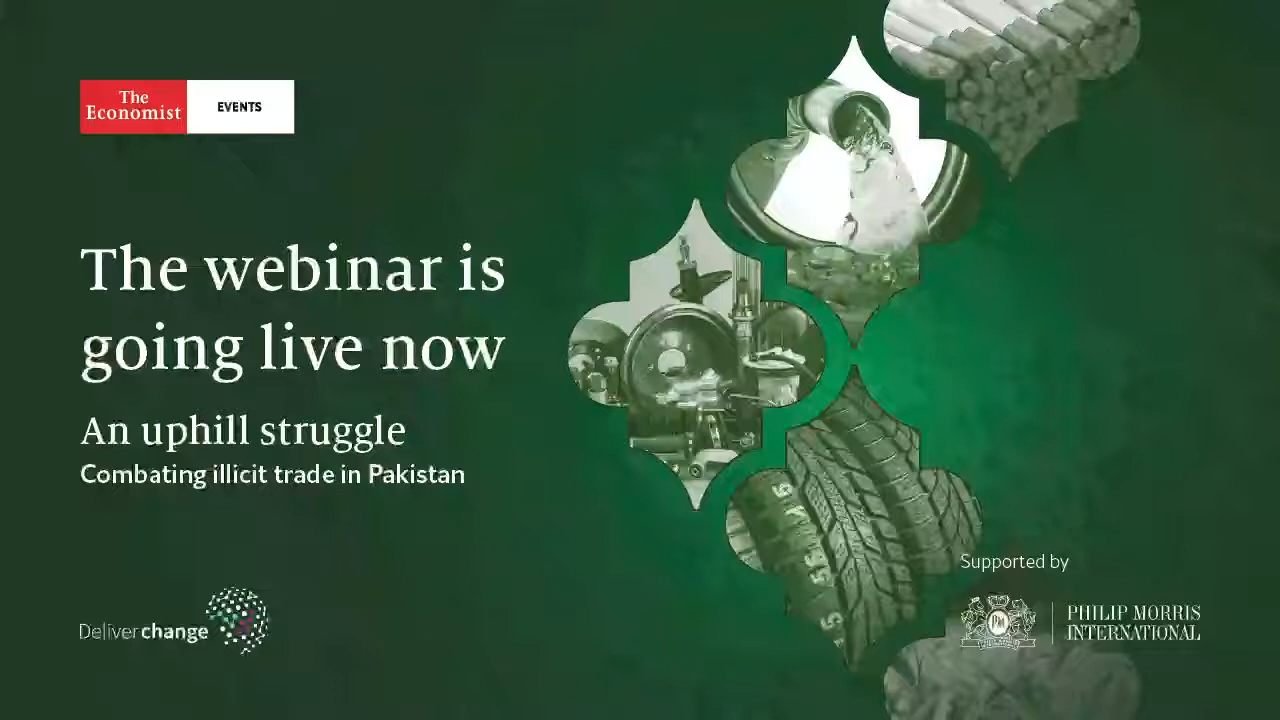 The
Economist
EVENTS
The webinar is
going live now
An uphill struggle
Combating illicit trade in Pakistan
Deliverchange
Supported by
PHILIP MORRIS
INTERNATIONAL